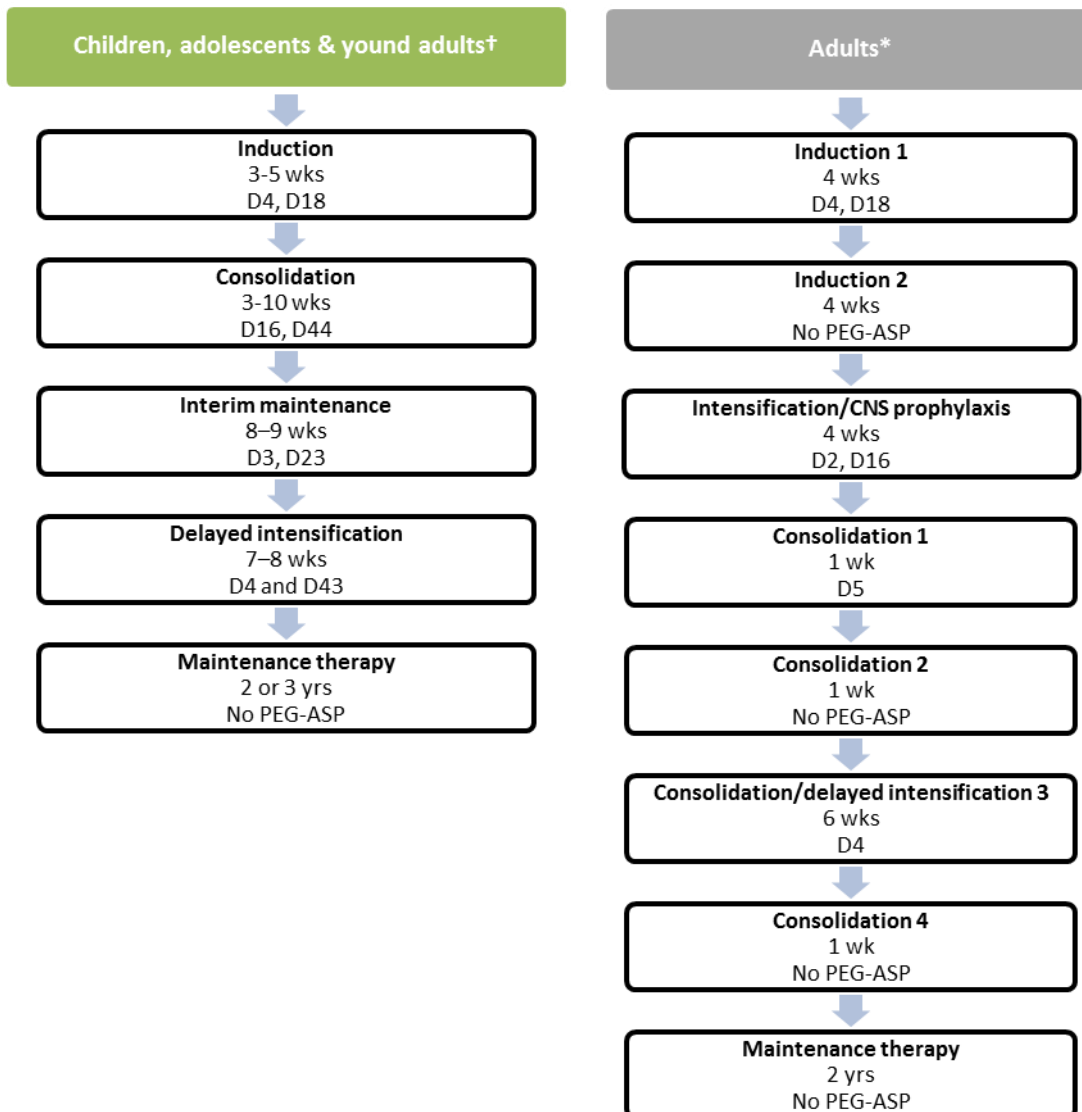 Children, adolescents & yound adults†
Induction
3-5 wks
D4, D18
Consolidation
3-10 wks
D16, D44
Interim maintenance
8–9 wks
D3, D23
Delayed intensification
7–8 wks
D4 and D43
Maintenance therapy
2 or 3 yrs
No PEG-ASP
Adults*
Induction 1
4 wks
D4, D18
Induction 2
4 wks
No PEG-ASP
Intensification/CNS prophylaxis
4 wks
D2, D16
Consolidation 1
1 wk
D5
Consolidation 2
1 wk
No PEG-ASP
Consolidation/delayed intensification 3
6 wks
D4
Consolidation 4
1 wk
No PEG-ASP
Maintenance therapy
2 yrs
No PEG-ASP